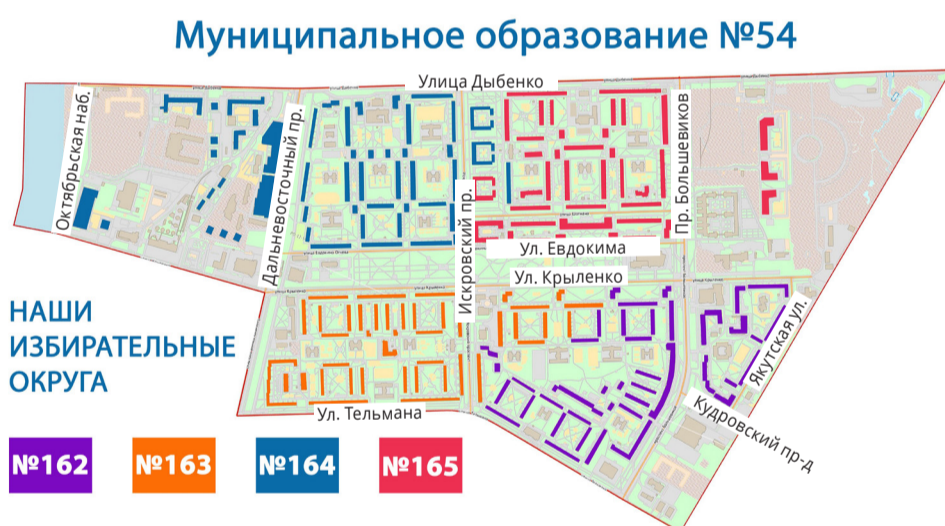 Муниципальное образование №54
Улица Дыбенко
Октябрьская наб.
Дальневосточный пр.
Искровский пр.
Пр. Большевиков
Ул. Евдокима
Ул. Крыленко
НАШИ
ИЗБИРАТЕЛЬНЫЕ
ОКРУГА
Якутская ул.
Ул. Тельмана
Кудровский пр-д
№162
№163
№164
№165